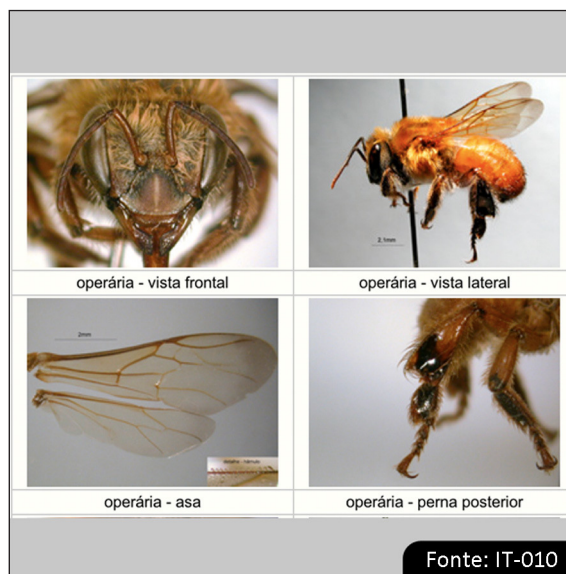 operária - vista frontal
2,1mm
operária - vista lateral
2mm
operária - asa
operária - perna posterior
Fonte: IT-010